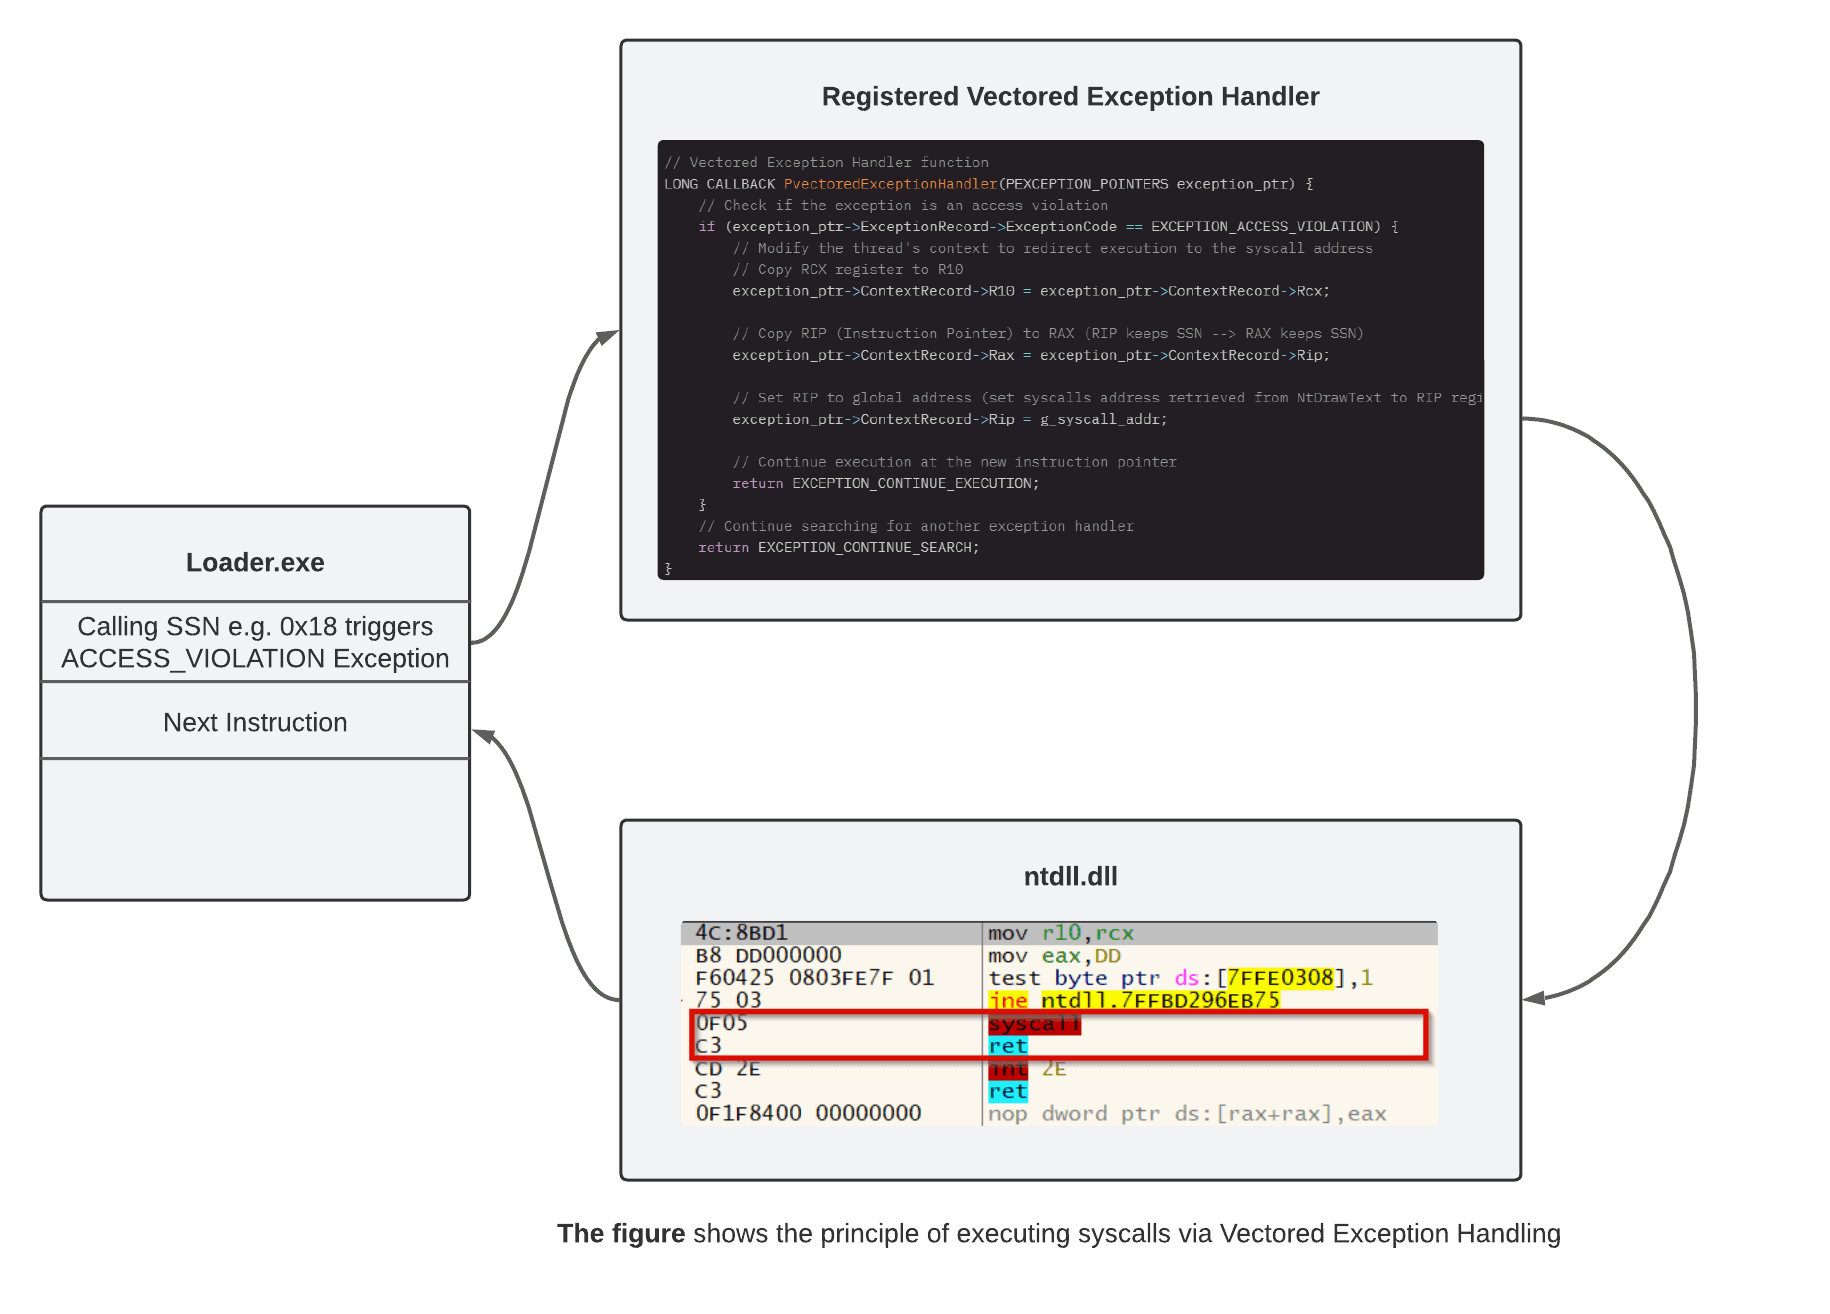 Registered Vectored Exception Handler
// Vectored Exception Handler function
LONG CALLBACK PvectoredExceptionHandler(PEXCEPTION_POINTERS exception_ptr) {
// Check if the exception is an access violation
if (exception_ptr->ExceptionRecord->ExceptionCode == EXCEPTION_ACCESS_VIOLATION) {
// Modify the thread's context to redirect execution to the syscall address
// Copy RCX register to R10
exception_ptr->ContextRecord->R10 = exception_ptr->ContextRecord->Rcx;
// Copy RIP (Instruction Pointer) to RAX (RIP keeps SSN --> RAX keeps SSN)
exception_ptr->ContextRecord->Rax = exception_ptr->ContextRecord->Rip;
// Set RIP to global address (set syscalls address retrieved from NtDrawText to RIP regi
exception_ptr->ContextRecord->Rip = g_syscall_addr;
// Continue execution at the new instruction pointer
return EXCEPTION_CONTINUE_EXECUTION;
}
// Continue searching for another exception handler
return EXCEPTION_CONTINUE_SEARCH;
}
Loader.exe
Calling SSN e.g. 0x18 triggers
ACCESS_VIOLATION Exception
Next Instruction
ntdll.dll
4C:8BD1 mov r10,rcx
B8 DD000000 mov eax,DD
F60425 0803FE7F 01 test byte ptr ds:[7FFE0308],1
75 03 jne ntdll.7FFBD296EB75
0F05 syscall
C3 ret
CD 2E int 2E
C3 ret
0F1F8400 00000000 nop dword ptr ds:[rax+rax],eax
The figure shows the principle of executing syscalls via Vectored Exception Handling